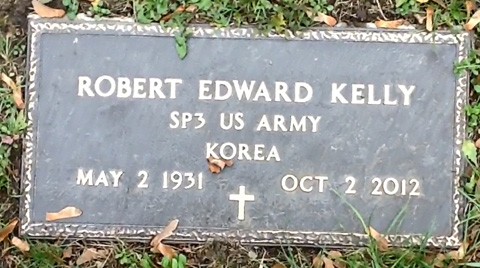 ROBERT EDWARD KELLY
SP3 US ARMY
KOREA
MAY 2 1931 OCT 2 2012